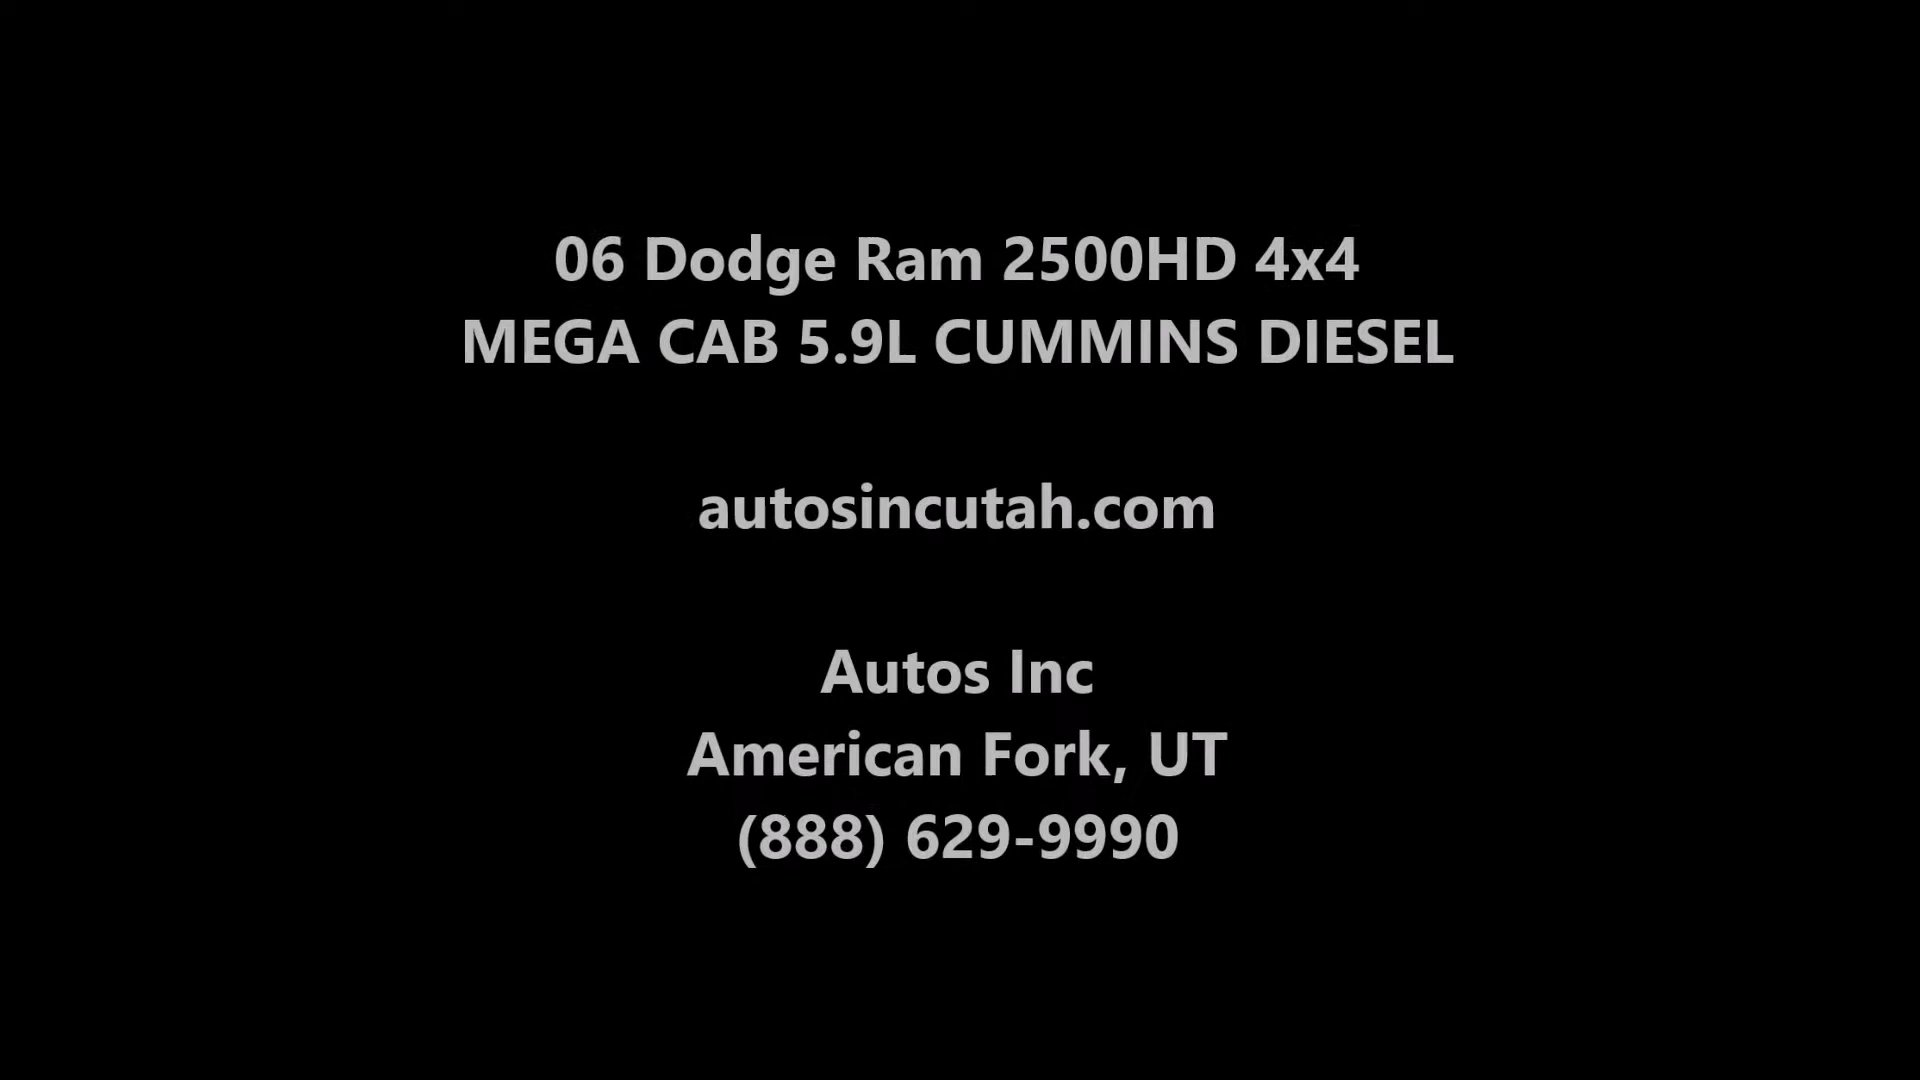 06 Dodge Ram 2500HD 4x4
MEGA CAB 5.9L CUMMINS DIESEL
autosincutah.com
Autos Inc
American Fork, UT
(888) 629-9990